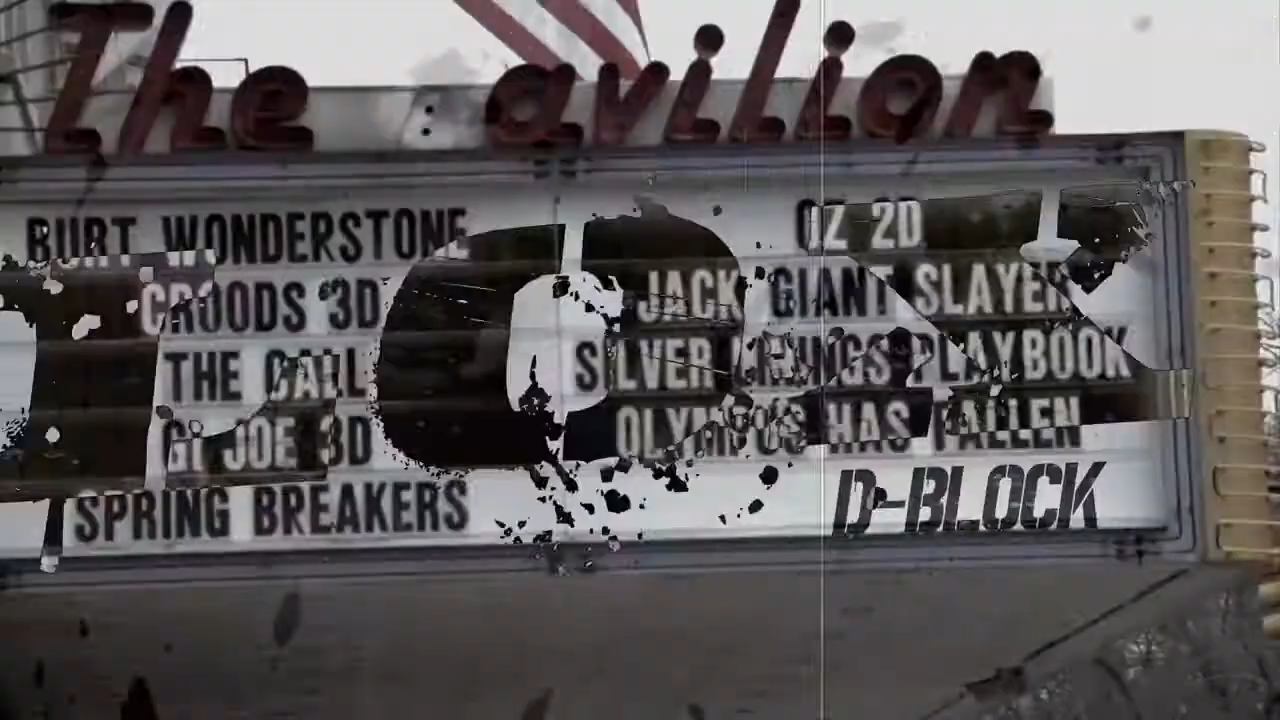 The avilion
BURT WONDERSTONE
CROODS 3D
THE CALL
GI JOE 3D
SPRING BREAKERS
OZ 2D
JACK GIANT SLAYER
SILVER LININGS PLAYBOOK
OLYMPUS HAS FALLEN
D-BLOCK